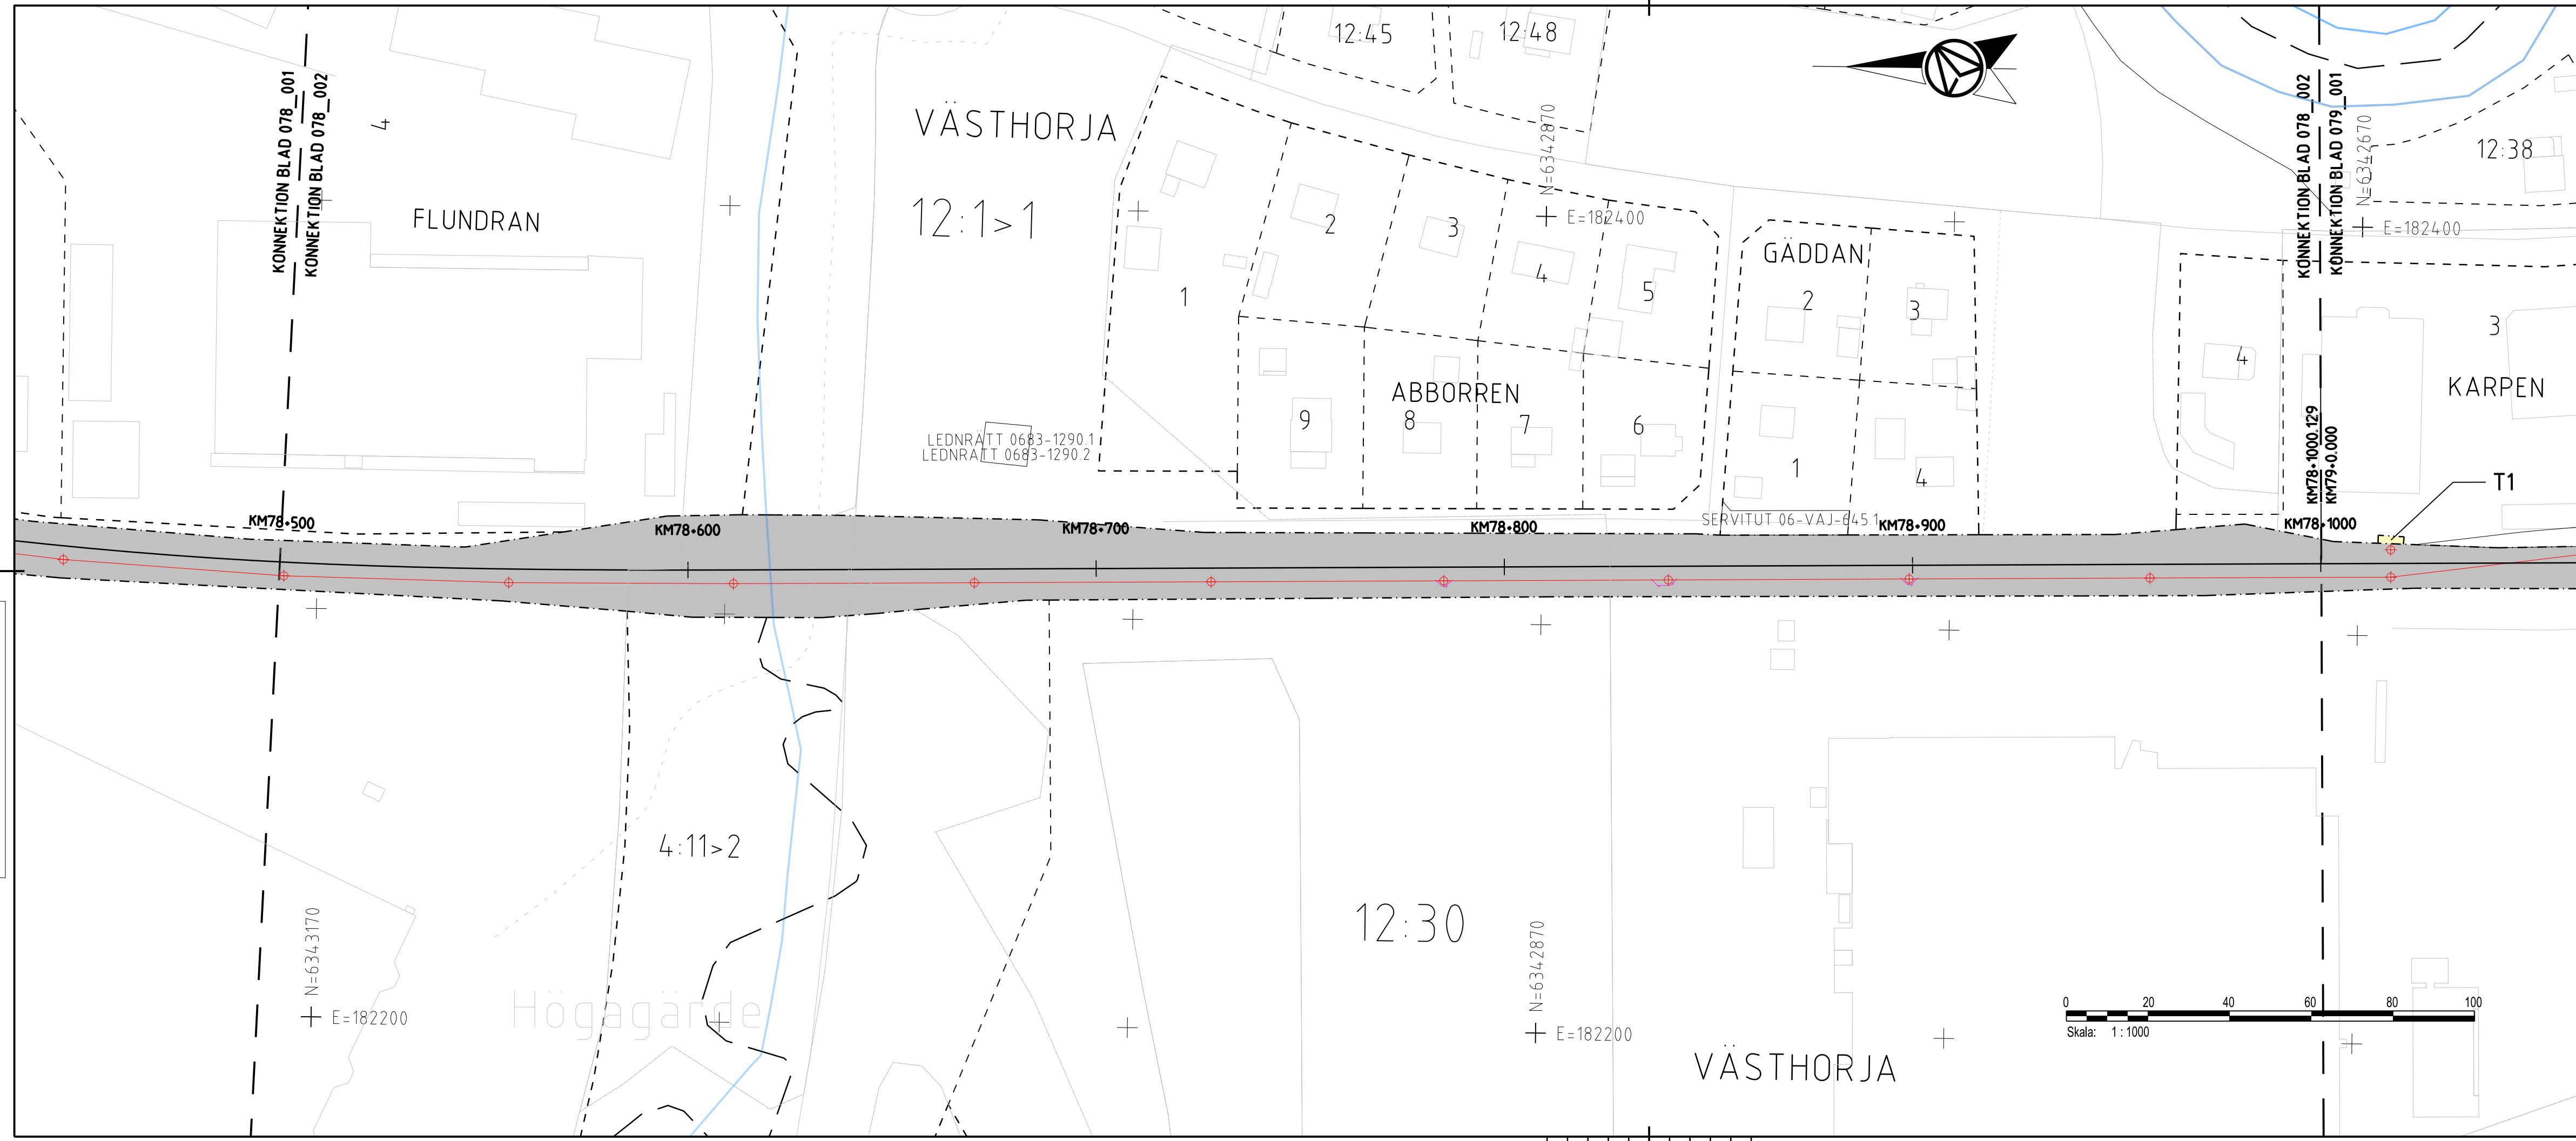 12:45
12:48
KONNEKTION BLAD 078_001
KONNEKTION BLAD 078_002
4
FLUNDRAN
VÄSTHORJA
12:1>1
N=6342870
E=182400
KONNEKTION BLAD 078_002
KONNEKTION BLAD 079_001
N=6342670
E=182400
12:38
1
2
3
4
5
GÄDDAN
2
3
4
3
KARPEN
ABBORREN
9
8
7
6
1
4
LEDNRÄTT 0683-1290.1
LEDNRÄTT 0683-1290.2
SERVITUT 06-VAJ-645.1
KM78+1000.129
KM79+0.000
T1
KM78+500
KM78+600
KM78+700
KM78+800
KM78+900
KM78+1000
4:11>2
12:30
N=6343170
E=182200
Högagärde
N=6342870
E=182200
VÄSTHORJA
0 20 40 60 80 100
Skala: 1:1000